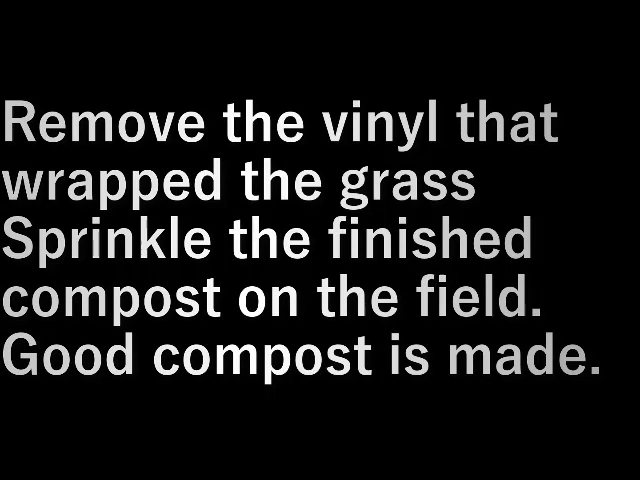 Remove the vinyl that
wrapped the grass
Sprinkle the finished
compost on the field.
Good compost is made.